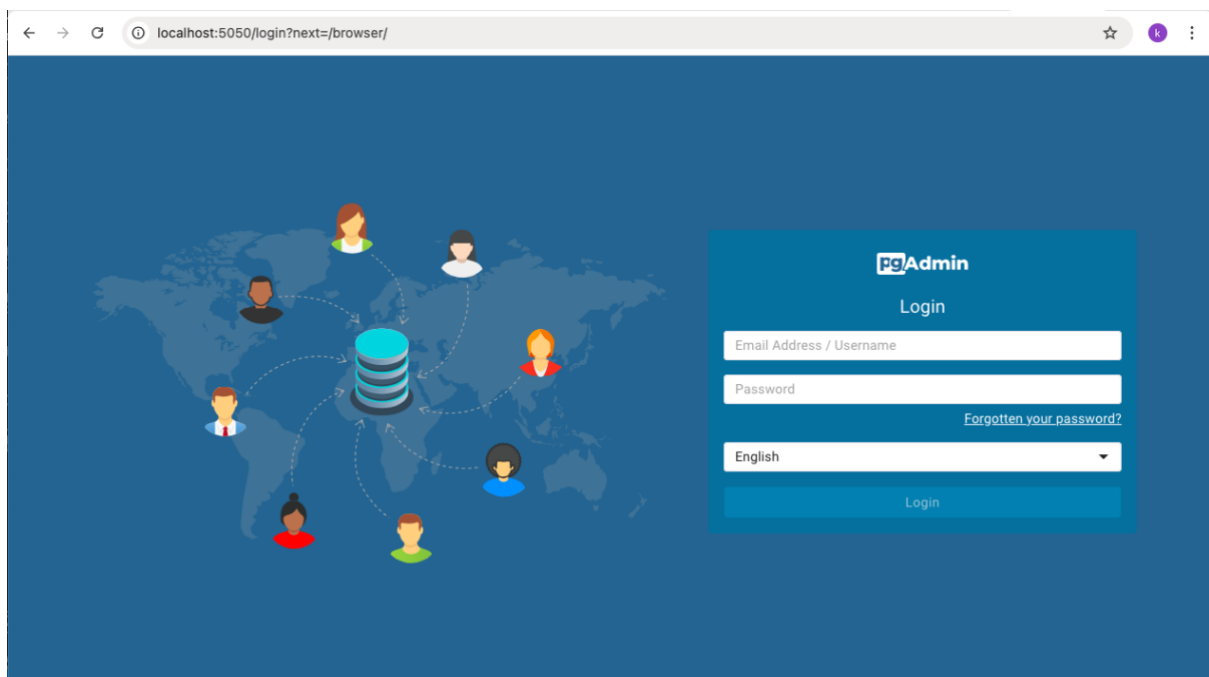 localhost:5050/login?next=/browser/
k
pgAdmin
Login
Email Address / Username
Password
Forgotten your password?
English
Login